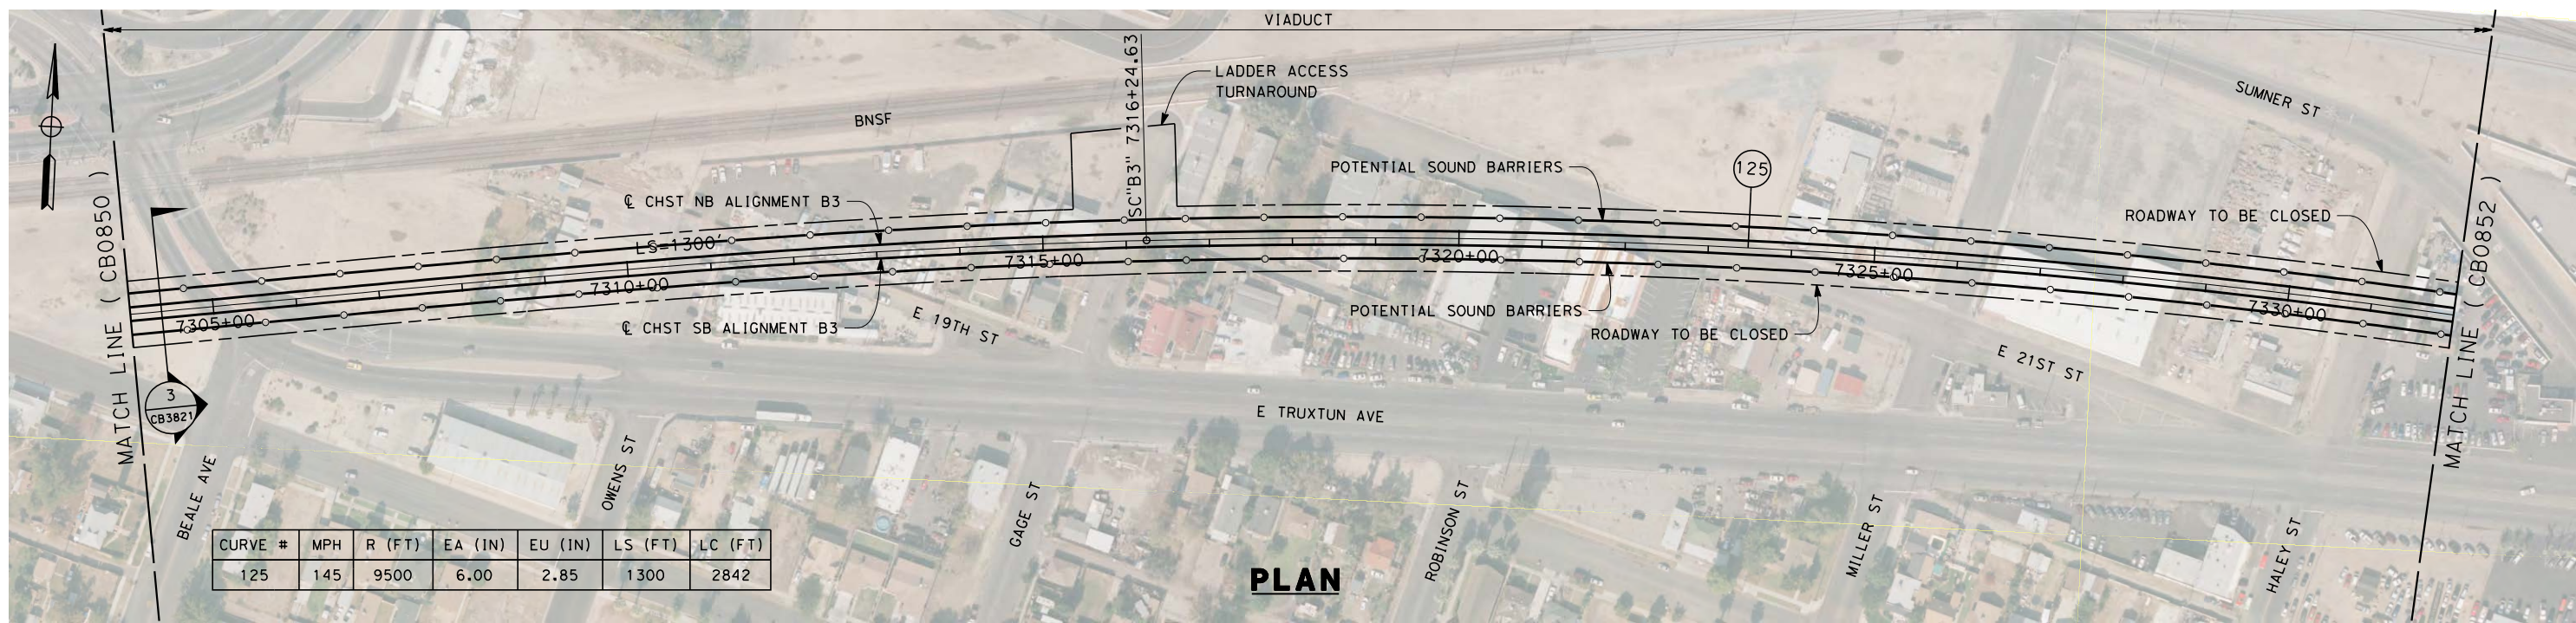 VIADUCT
SC"B3" 7316+24.63
LADDER ACCESS
TURNAROUND
SUMNER ST
BNSF
POTENTIAL SOUND BARRIERS
125
℄ CHST NB ALIGNMENT B3
ROADWAY TO BE CLOSED
MATCH LINE ( CB0850 )
MATCH LINE ( CB0852 )
LS=1300'
7305+00
7310+00
7315+00
7320+00
7325+00
7330+00
℄ CHST SB ALIGNMENT B3
E 19TH ST
POTENTIAL SOUND BARRIERS
ROADWAY TO BE CLOSED
E 21ST ST
3
CB3821
E TRUXTUN AVE
BEALE AVE
OWENS ST
GAGE ST
ROBINSON ST
MILLER ST
HALEY ST
CURVE # MPH R (FT) EA (IN) EU (IN) LS (FT) LC (FT)
125 145 9500 6.00 2.85 1300 2842
PLAN